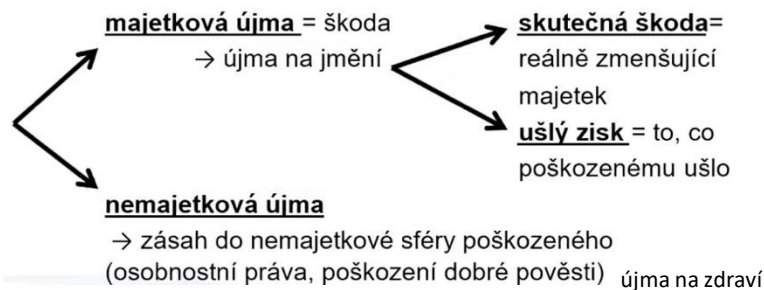 majetková újma = škoda
→ újma na jmění
skutečná škoda=
reálně zmenšující
majetek
ušlý zisk = to, co
poškozenému ušlo
nemajetková újma
→ zásah do nemajetkové sféry poškozeného
(osobnostní práva, poškození dobré pověsti) újma na zdraví